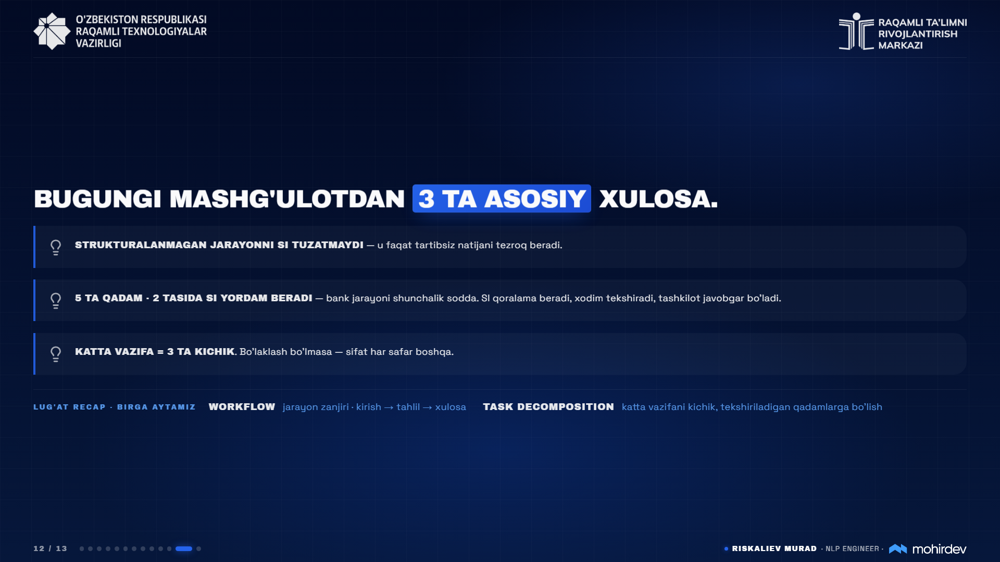 O'ZBEKISTON RESPUBLIKASI
RAQAMLI TEXNOLOGIYALAR
VAZIRLIGI
RAQAMLI TA’LIMNI
RIVOJLANTIRISH
MARKAZI
BUGUNGI MASHG'ULOTDAN 3 TA ASOSIY XULOSA.
STRUKTURALANMAGAN JARAYONNI SI TUZATMAYDI — u faqat tartibsiz natijani tezroq beradi.
5 TA QADAM · 2 TASIDA SI YORDAM BERADI — bank jarayoni shunchalik sodda. SI qoralama beradi, xodim tekshiradi, tashkilot javobgar bo’ladi.
KATTA VAZIFA = 3 TA KICHIK. Bo’laklash bo’lmasa — sifat har safar boshqa.
LUG'AT RECAP · BIRGA AYTAMIZ WORKFLOW jarayon zanjiri · kirish → tahlil → xulosa TASK DECOMPOSITION katta vazifani kichik, tekshiriladigan qadamlarga bo’lish
12 / 13
RISKALIEV MURAD · NLP ENGINEER · mohirdev